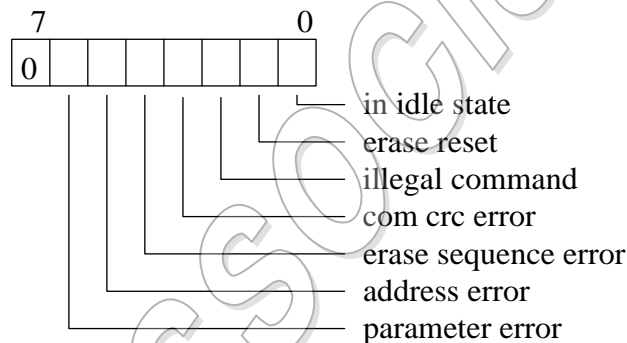 7 0
0
in idle state
erase reset
illegal command
com crc error
erase sequence error
address error
parameter error